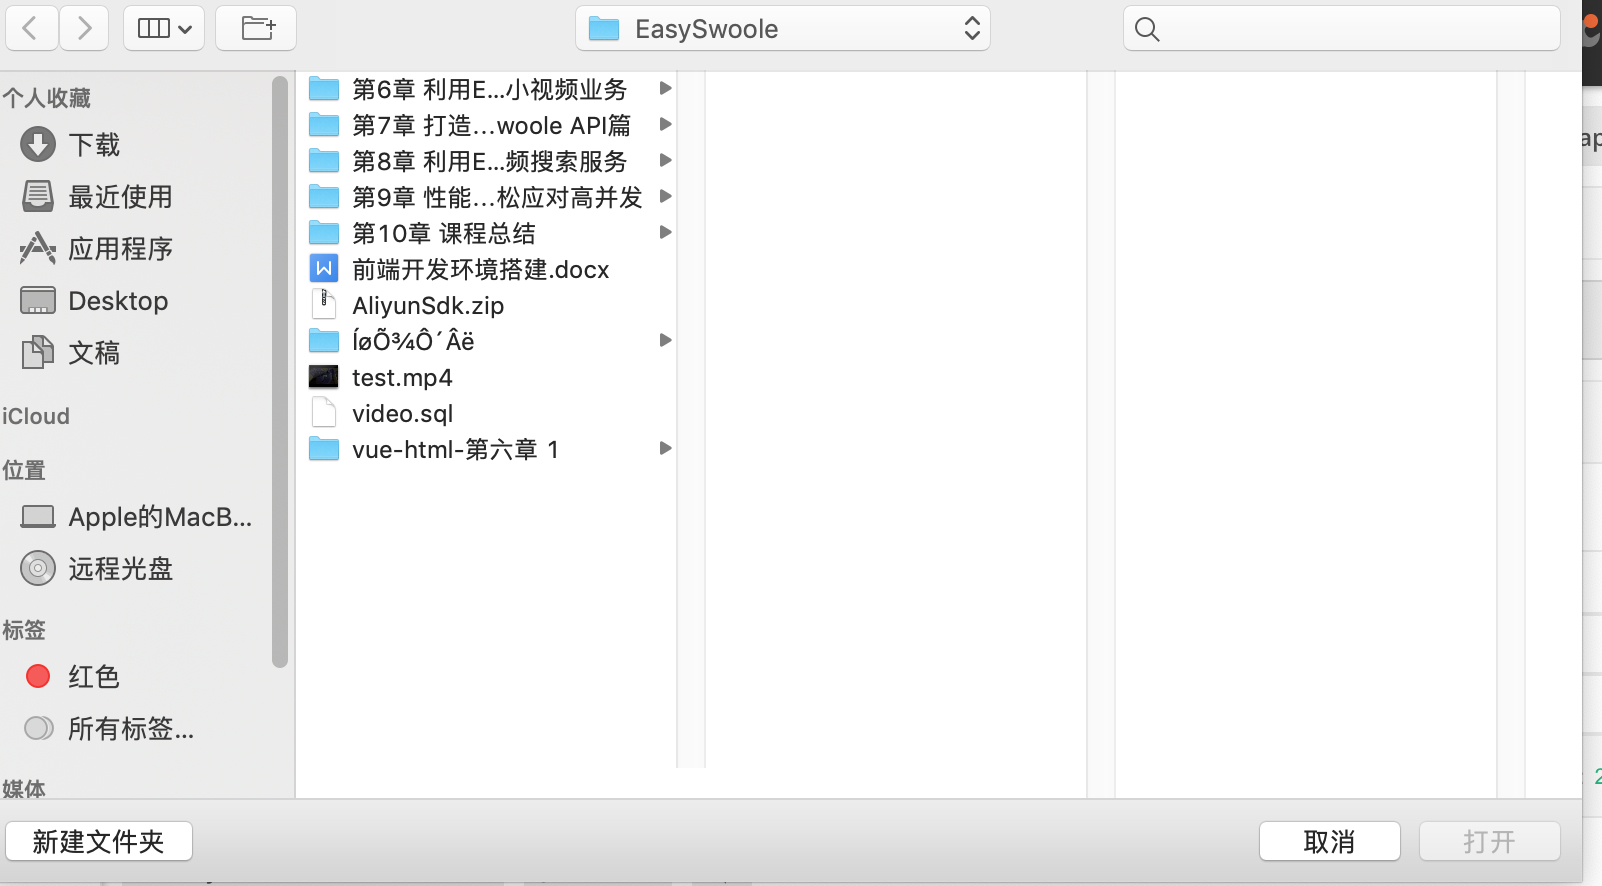 EasySwoole
个人收藏
下载
最近使用
应用程序
Desktop
文稿
iCloud
位置
Apple的MacB...
远程光盘
标签
红色
所有标签...
媒体
第6章 利用E...小视频业务
第7章 打造...woole API篇
第8章 利用E...频搜索服务
第9章 性能...松应对高并发
第10章 课程总结
前端开发环境搭建.docx
AliyunSdk.zip
ÍøÕ¾Ô´Âë
test.mp4
video.sql
vue-html-第六章 1
ap
新建文件夹
取消
打开